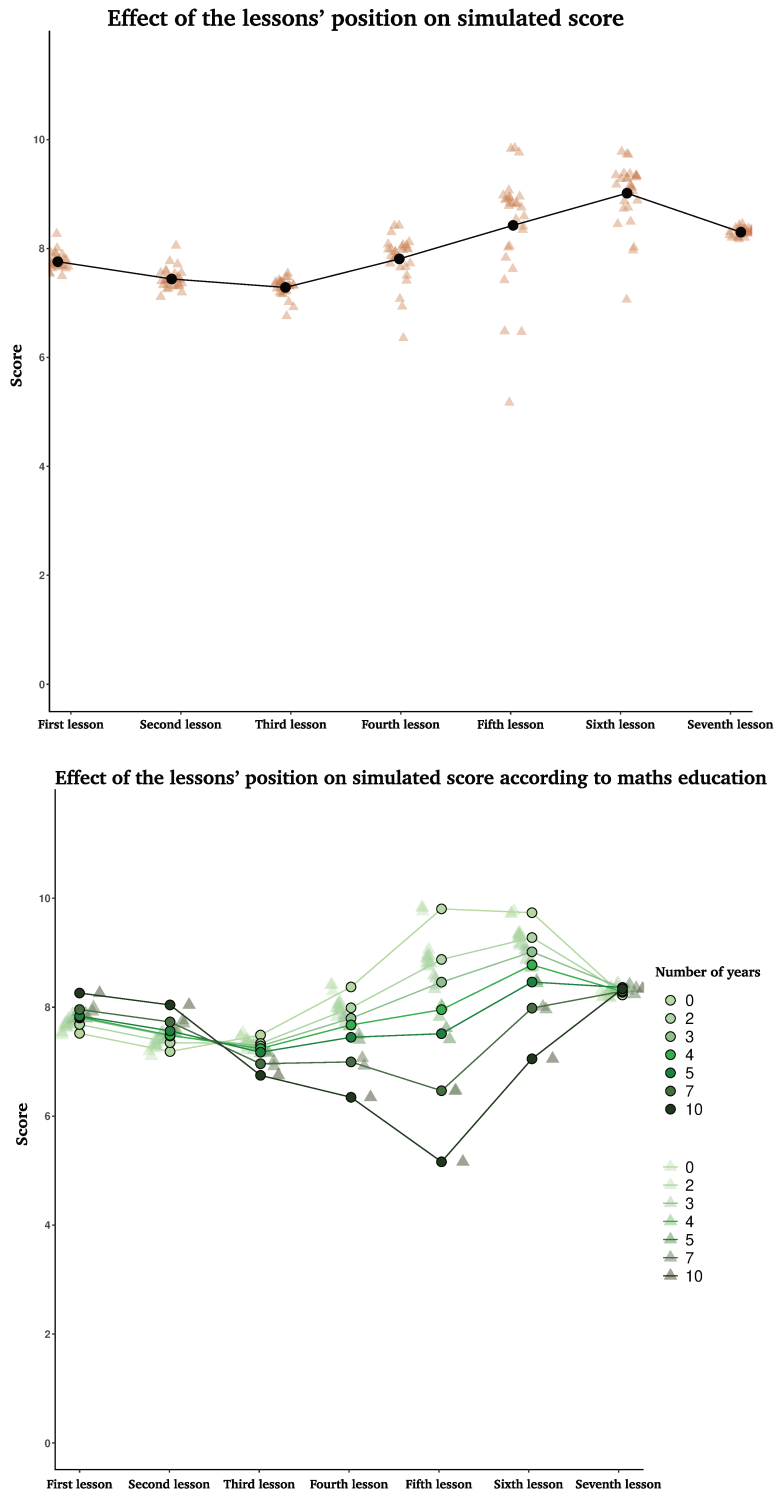 Effect of the lessons’ position on simulated score
10
8
6
4
2
0
Score
First lesson
Second lesson
Third lesson
Fourth lesson
Fifth lesson
Sixth lesson
Seventh lesson
Effect of the lessons’ position on simulated score according to maths education
10
8
6
4
2
0
Score
First lesson
Second lesson
Third lesson
Fourth lesson
Fifth lesson
Sixth lesson
Seventh lesson
Number of years
0
2
3
4
5
7
10
0
2
3
4
5
7
10